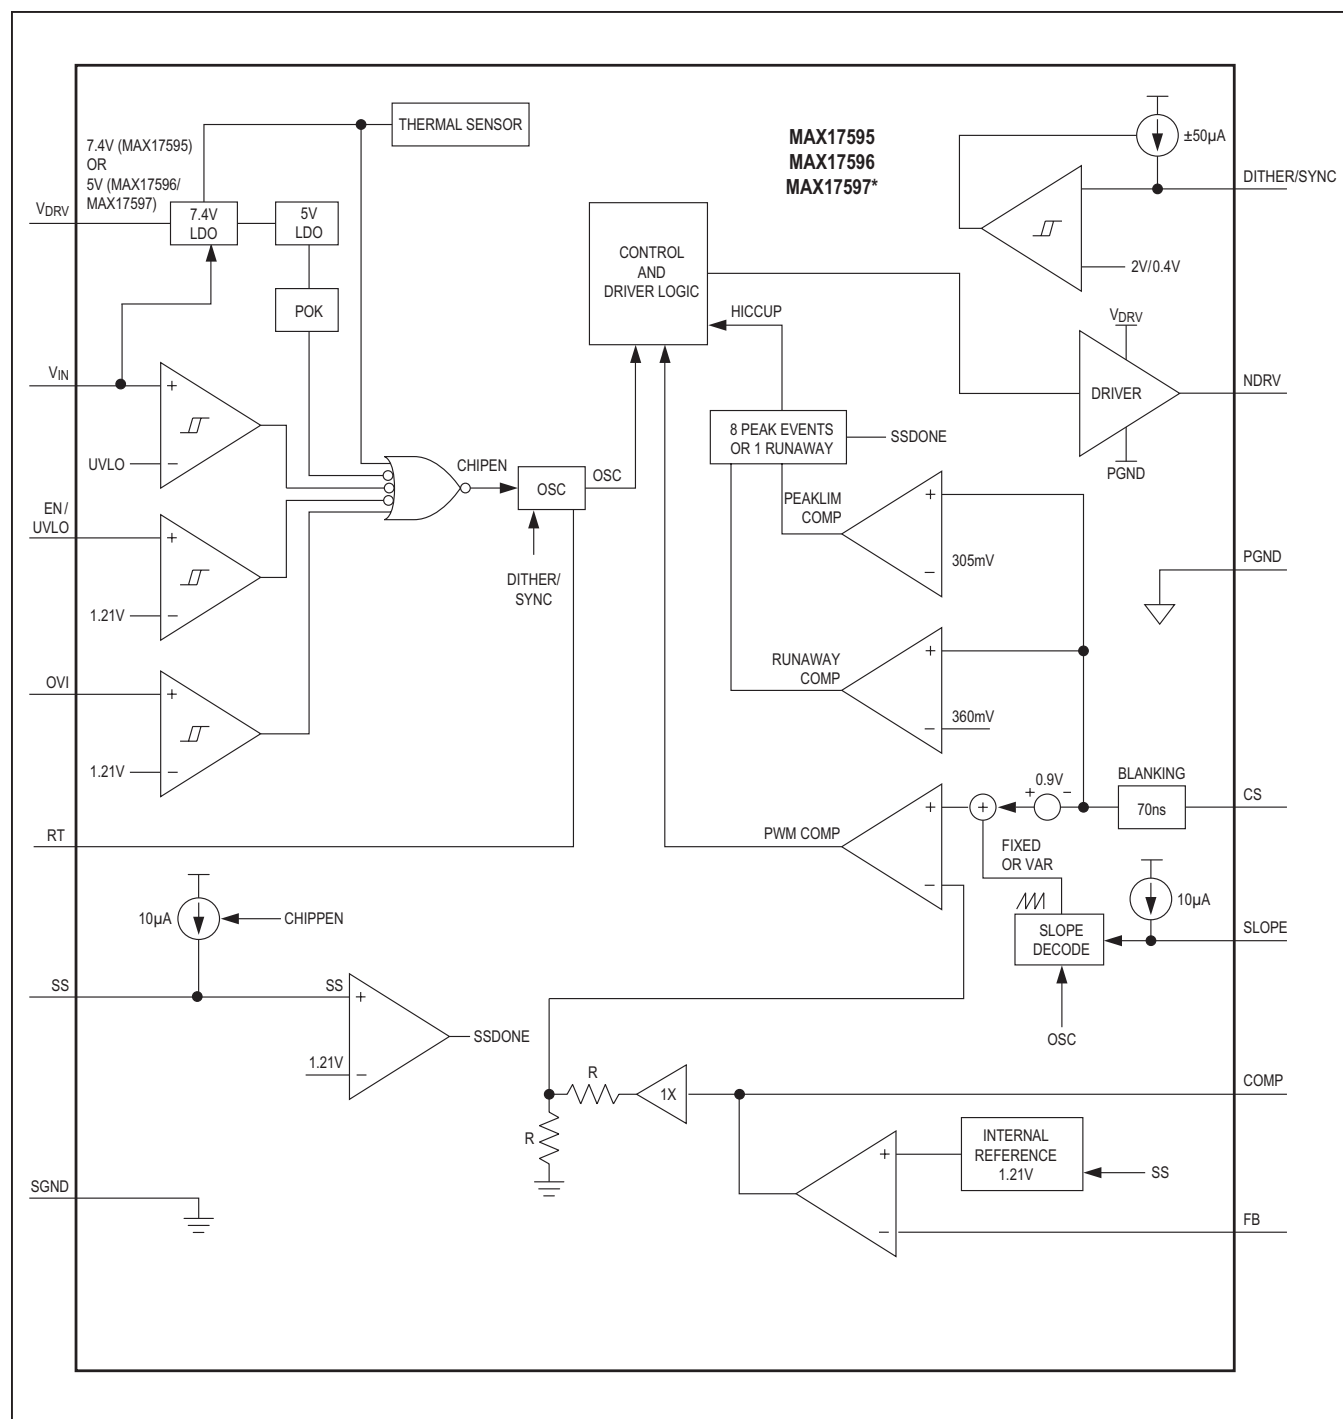 THERMAL SENSOR
7.4V (MAX17595)
OR
5V (MAX17596/
MAX17597)
MAX17595
MAX17596
MAX17597*
±50µA
DITHER/SYNC
VDRV
7.4V
LDO
5V
LDO
CONTROL
AND
DRIVER LOGIC
2V/0.4V
POK
HICCUP
VDRV
VIN
+
UVLO
−
DRIVER
NDRV
PGND
8 PEAK EVENTS
OR 1 RUNAWAY
SSDONE
CHIPEN
OSC
OSC
PEAKLIM
COMP
+
305mV
−
EN/
UVLO
+
1.21V
−
DITHER/
SYNC
PGND
RUNAWAY
COMP
+
360mV
−
OVI
+
1.21V
−
BLANKING
0.9V
+
−
70ns
CS
RT
PWM COMP
+
−
+
FIXED
OR VAR
10µA
CHIPPEN
10µA
SLOPE
DECODE
SLOPE
SS
SS
+
1.21V
−
SSDONE
OSC
R
1X
COMP
R
+
−
INTERNAL
REFERENCE
1.21V
SS
SGND
FB